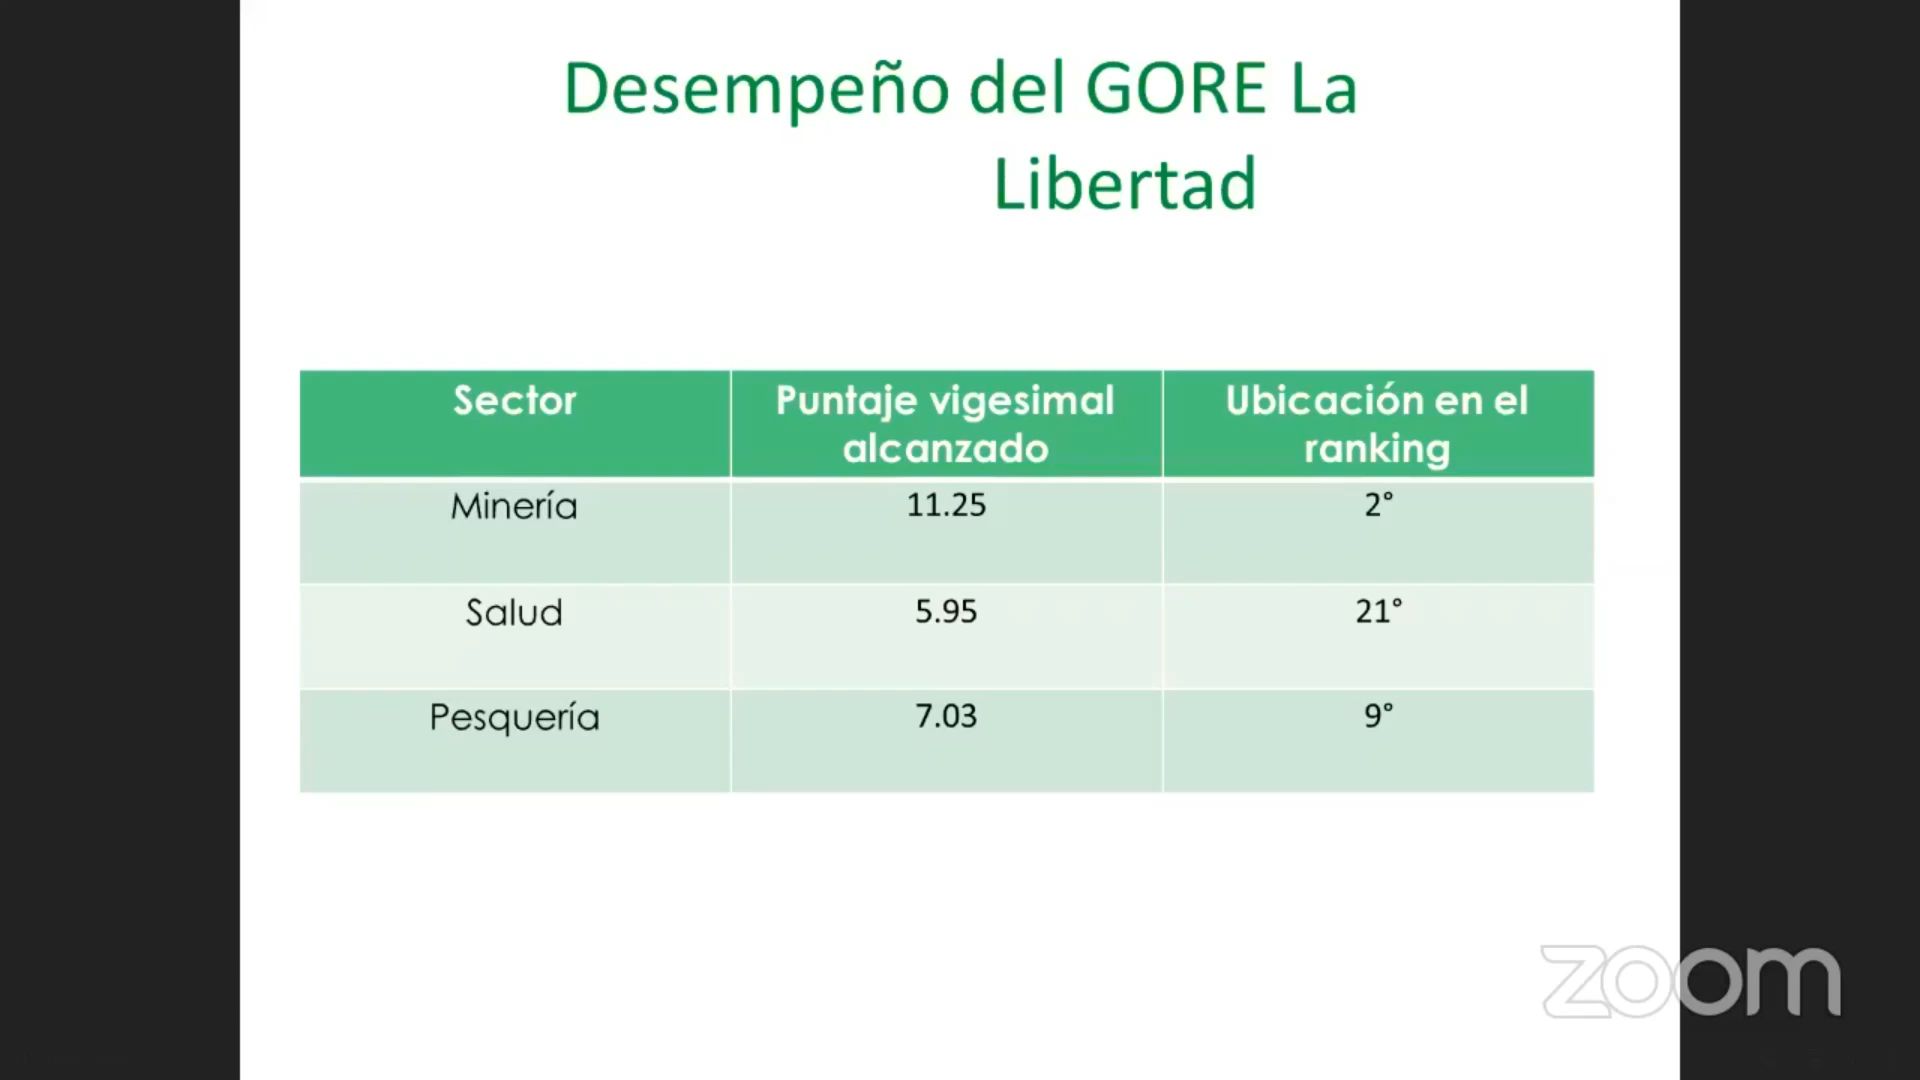 Desempeño del GORE La
Libertad
Sector
Puntaje vigesimal
alcanzado
Ubicación en el
ranking
Minería
11.25
2°
Salud
5.95
21°
Pesquería
7.03
9°
zoom